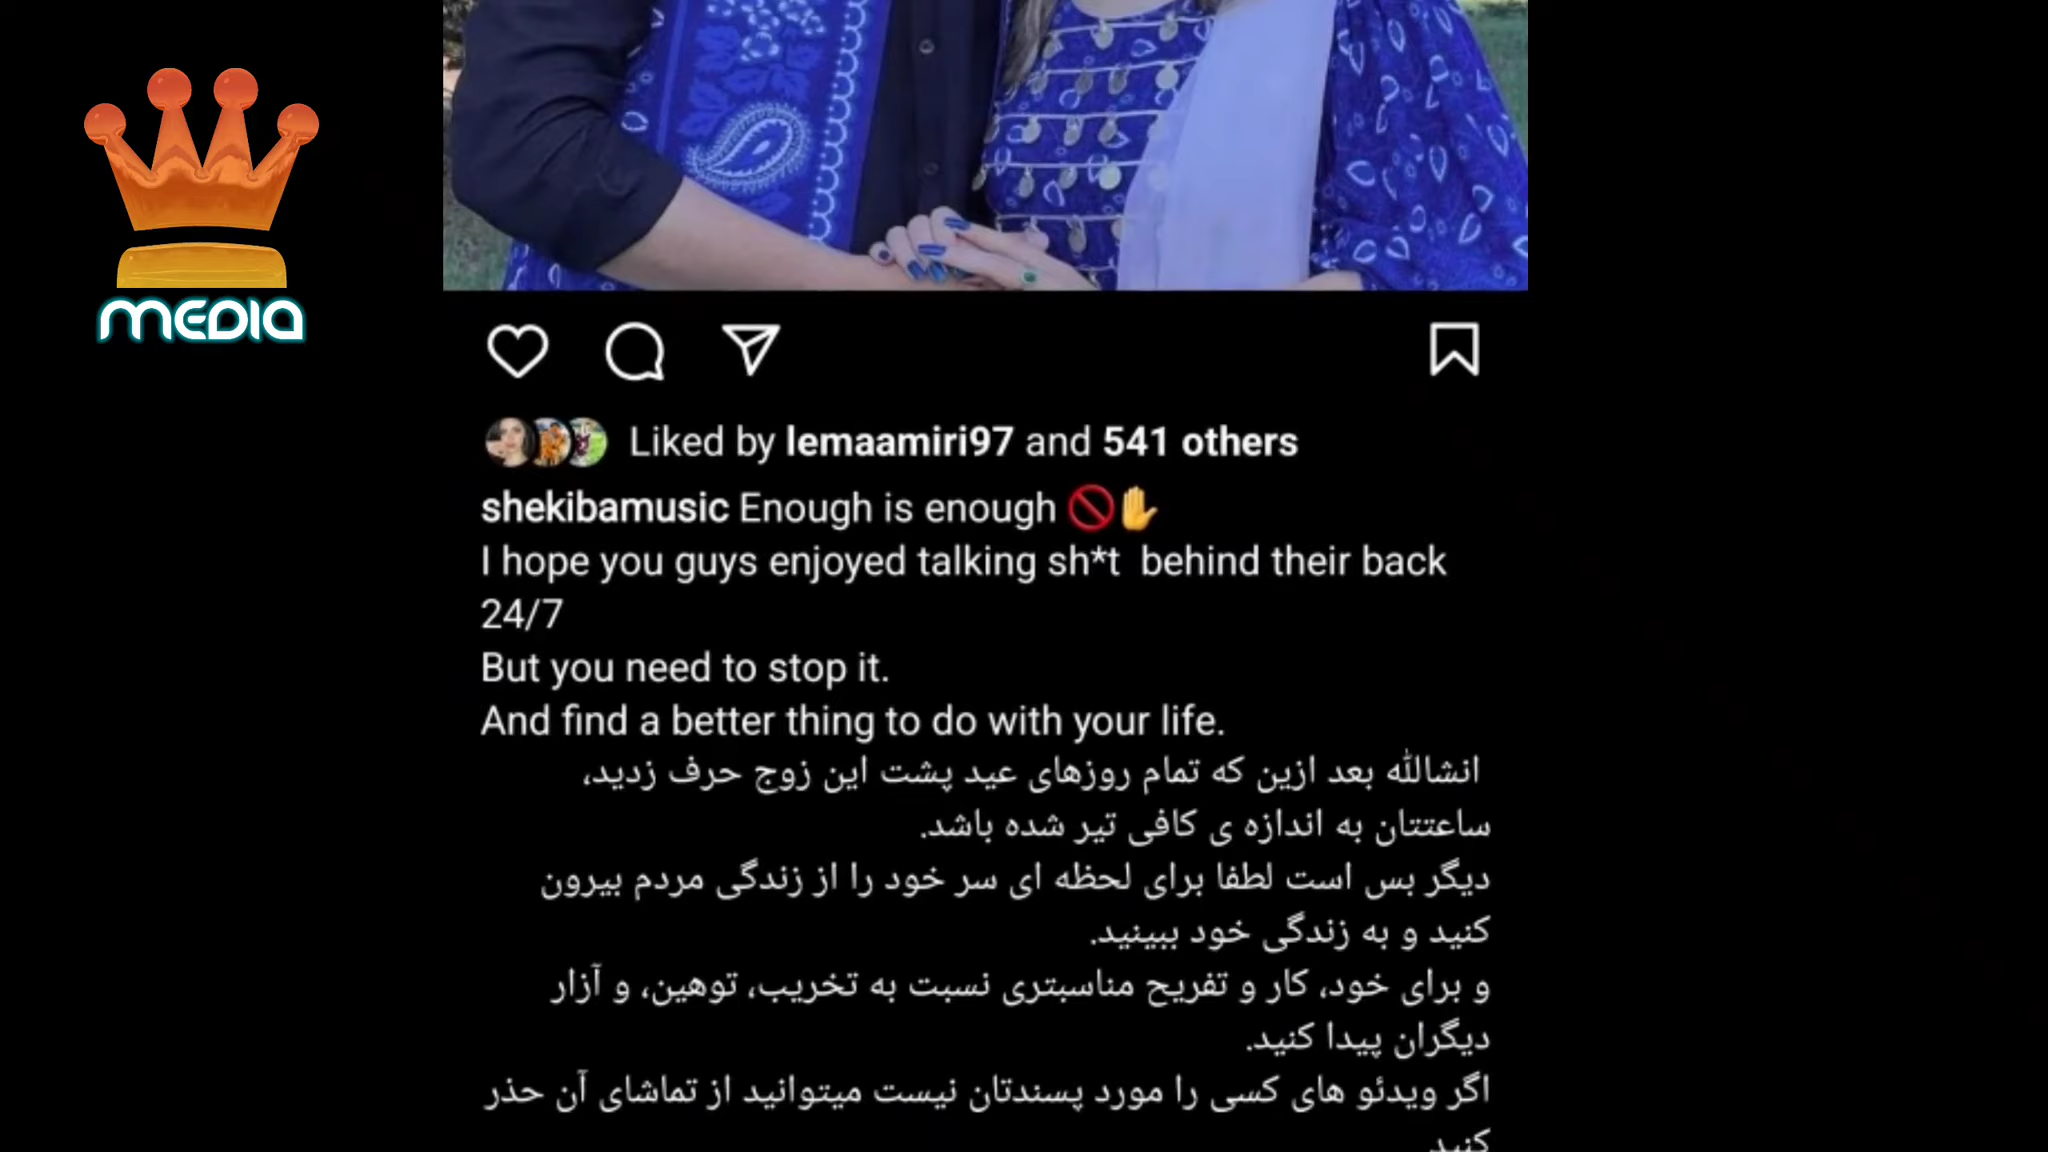 MEDIA
Liked by lemaamiri97 and 541 others
shekibamusic Enough is enough 🚫✋
I hope you guys enjoyed talking sh*t behind their back
24/7
But you need to stop it.
And find a better thing to do with your life.
انشاالله بعد ازین که تمام روزهای عید پشت این زوج حرف زدید،
ساعتتان به اندازه ی کافی تیر شده باشد.
دیگر بس است لطفا برای لحظه ای سر خود را از زندگی مردم بیرون
کنید و به زندگی خود ببینید.
و برای خود، کار و تفریح مناسبتری نسبت به تخریب، توهین، و آزار
دیگران پیدا کنید.
اگر ویدئو های کسی را مورد پسندتان نیست میتوانید از تماشای آن حذر
کنید